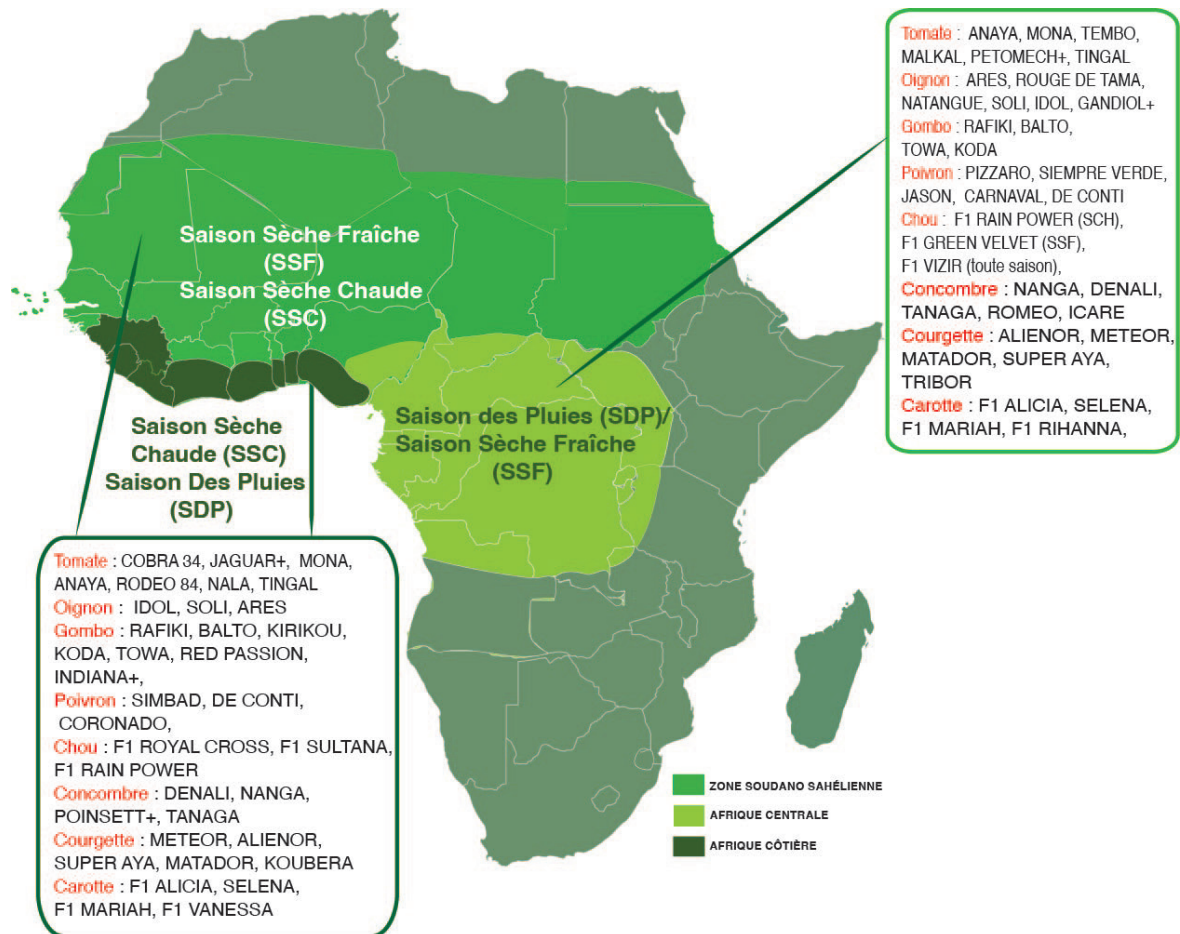 Tomate : ANAYA, MONA, TEMBO,
MALKAL, PETOMECH+, TINGAL
Oignon : ARES, ROUGE DE TAMA,
NATANGUE, SOLI, IDOL, GANDIOL+
Gombo : RAFIKI, BALTO,
TOWA, KODA
Poivron : PIZZARO, SIEMPRE VERDE,
JASON, CARNAVAL, DE CONTI
Chou : F1 RAIN POWER (SCH),
F1 GREEN VELVET (SSF),
F1 VIZIR (toute saison),
Concombre : NANGA, DENALI,
TANAGA, ROMEO, ICARE
Courgette : ALIENOR, METEOR,
MATADOR, SUPER AYA,
TRIBOR
Carotte : F1 ALICIA, SELENA,
F1 MARIAH, F1 RIHANNA,
Saison Sèche Fraîche
(SSF)
Saison Sèche Chaude
(SSC)
Saison des Pluies (SDP)/
Saison Sèche Fraîche
(SSF)
Saison Sèche
Chaude (SSC)
Saison Des Pluies
(SDP)
Tomate : COBRA 34, JAGUAR+, MONA,
ANAYA, RODEO 84, NALA, TINGAL
Oignon : IDOL, SOLI, ARES
Gombo : RAFIKI, BALTO, KIRIKOU,
KODA, TOWA, RED PASSION,
INDIANA+,
Poivron : SIMBAD, DE CONTI,
CORONADO,
Chou : F1 ROYAL CROSS, F1 SULTANA,
F1 RAIN POWER
Concombre : DENALI, NANGA,
POINSETT+, TANAGA
Courgette : METEOR, ALIENOR,
SUPER AYA, MATADOR, KOUBERA
Carotte : F1 ALICIA, SELENA,
F1 MARIAH, F1 VANESSA
ZONE SOUDANO SAHÉLIENNE
AFRIQUE CENTRALE
AFRIQUE CÔTIÈRE